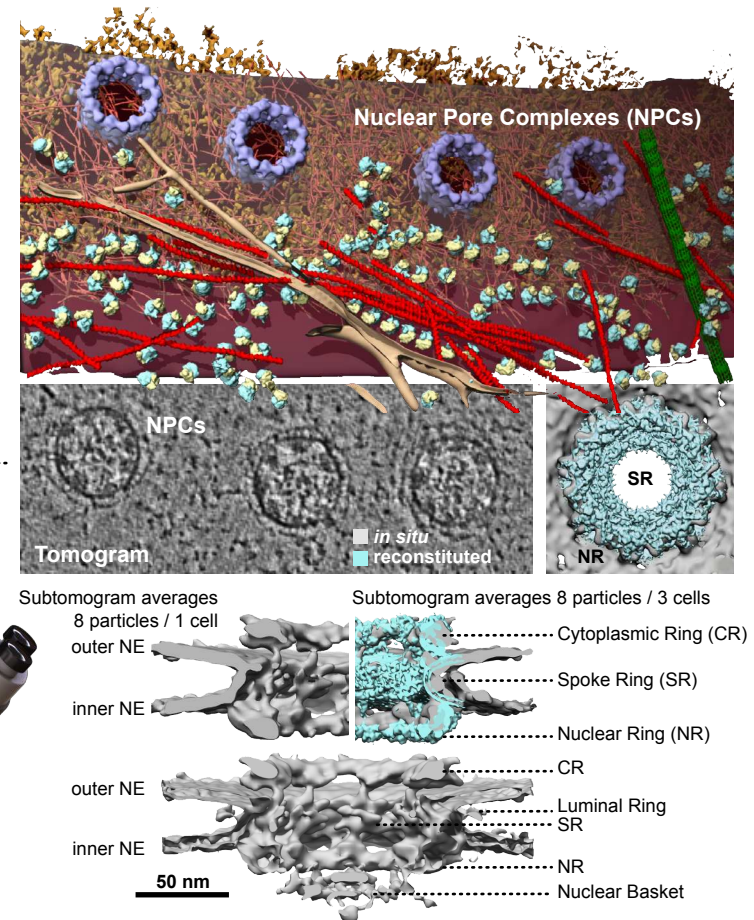 Nuclear Pore Complexes (NPCs)
NPCs
SR
in situ
reconstituted
Tomogram
NR
Subtomogram averages
8 particles / 1 cell
Subtomogram averages 8 particles / 3 cells
outer NE
Cytoplasmic Ring (CR)
Spoke Ring (SR)
inner NE
Nuclear Ring (NR)
CR
outer NE
Luminal Ring
SR
inner NE
NR
50 nm
Nuclear Basket